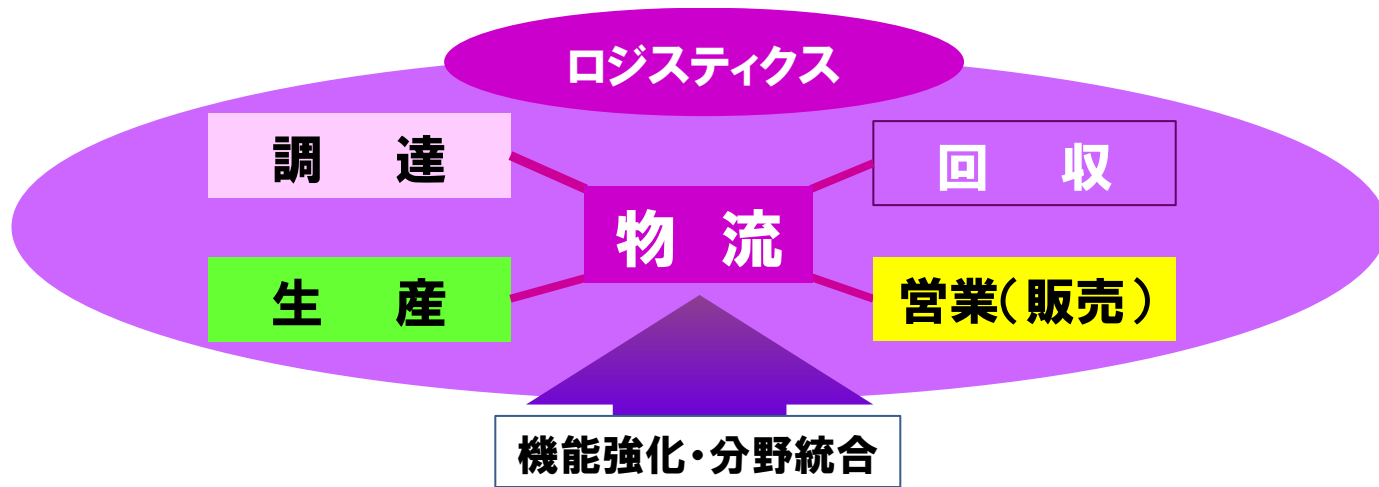 ロジスティクス
調　達
回　収
物　流
生　産
営業(販売)
機能強化・分野統合